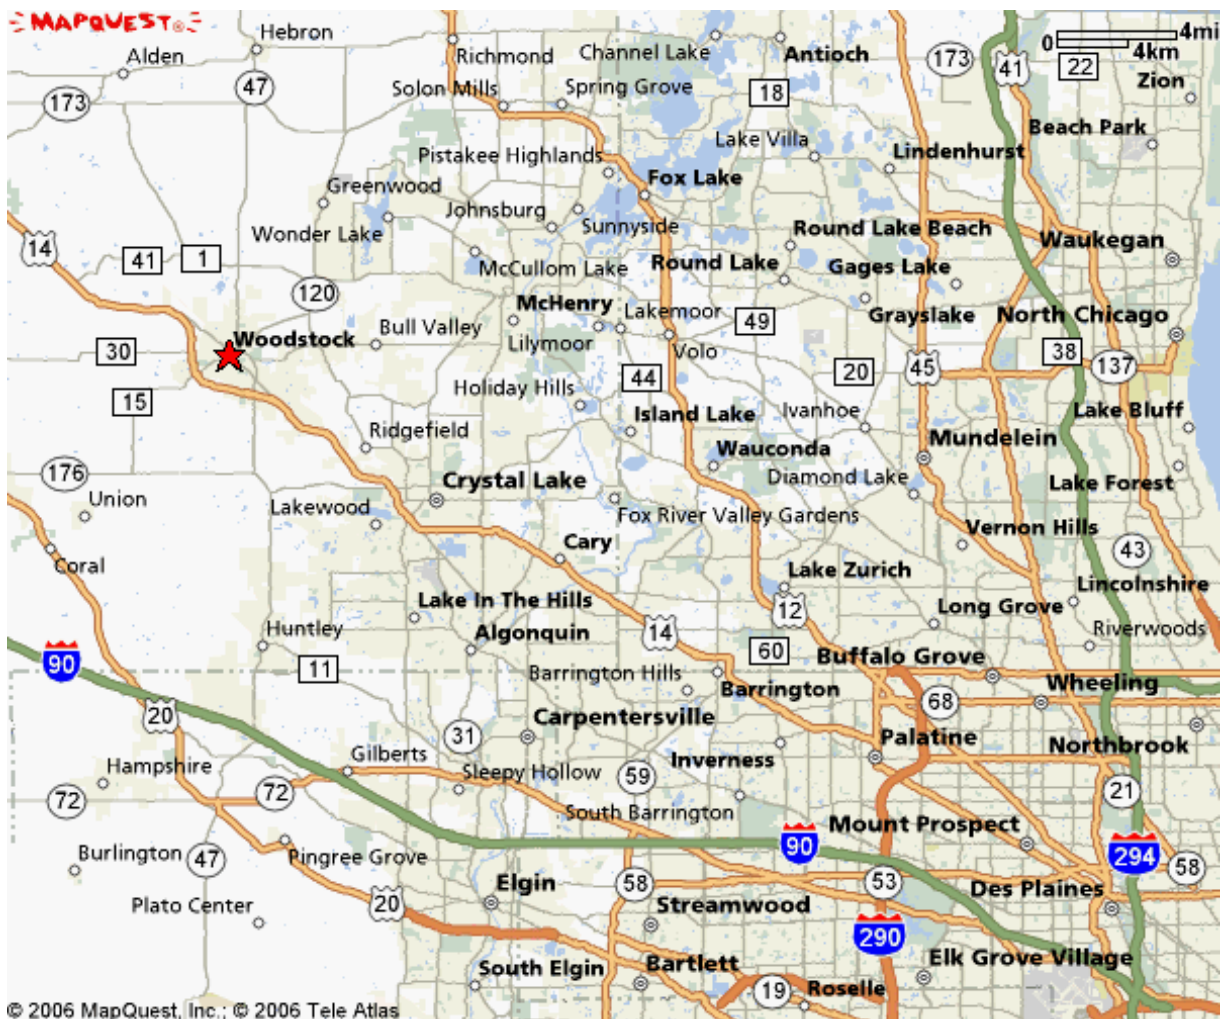 MAPQUEST®
Hebron
Alden
Richmond
Channel Lake
Antioch
173
41
22
0
4mi
4km
Zion
173
47
Solon Mills
Spring Grove
18
Beach Park
Pistakee Highlands
Lake Villa
Lindenhurst
Greenwood
Fox Lake
Johnsburg
Sunnyside
14
Wonder Lake
Round Lake Beach
Waukegan
41
1
McCullom Lake
Round Lake
Gages Lake
120
McHenry
Lakemoor
49
Grayslake
North Chicago
Woodstock
Bull Valley
Lilymoor
Volo
30
38
137
15
Holiday Hills
44
20
45
Island Lake
Ivanhoe
Lake Bluff
Ridgefield
Wauconda
Mundelein
176
Union
Crystal Lake
Diamond Lake
Lake Forest
Lakewood
Fox River Valley Gardens
Vernon Hills
Coral
Cary
43
Lake Zurich
Lincolnshire
Lake In The Hills
12
Long Grove
Huntley
Algonquin
14
Riverwoods
90
11
Barrington Hills
60
Buffalo Grove
Barrington
Wheeling
20
31
Carpentersville
68
Palatine
Northbrook
Gilberts
Inverness
Hampshire
Sleepy Hollow
59
72
72
South Barrington
21
Mount Prospect
Burlington
47
Pingree Grove
90
294
58
Elgin
58
53
Des Plaines
Plato Center
20
Streamwood
290
South Elgin
Bartlett
Elk Grove Village
19
Roselle
© 2006 MapQuest, Inc.; © 2006 Tele Atlas